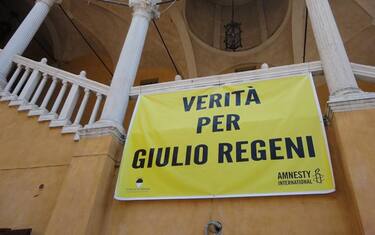 VERITÀ
PER
GIULIO REGENI
AMNESTY
INTERNATIONAL